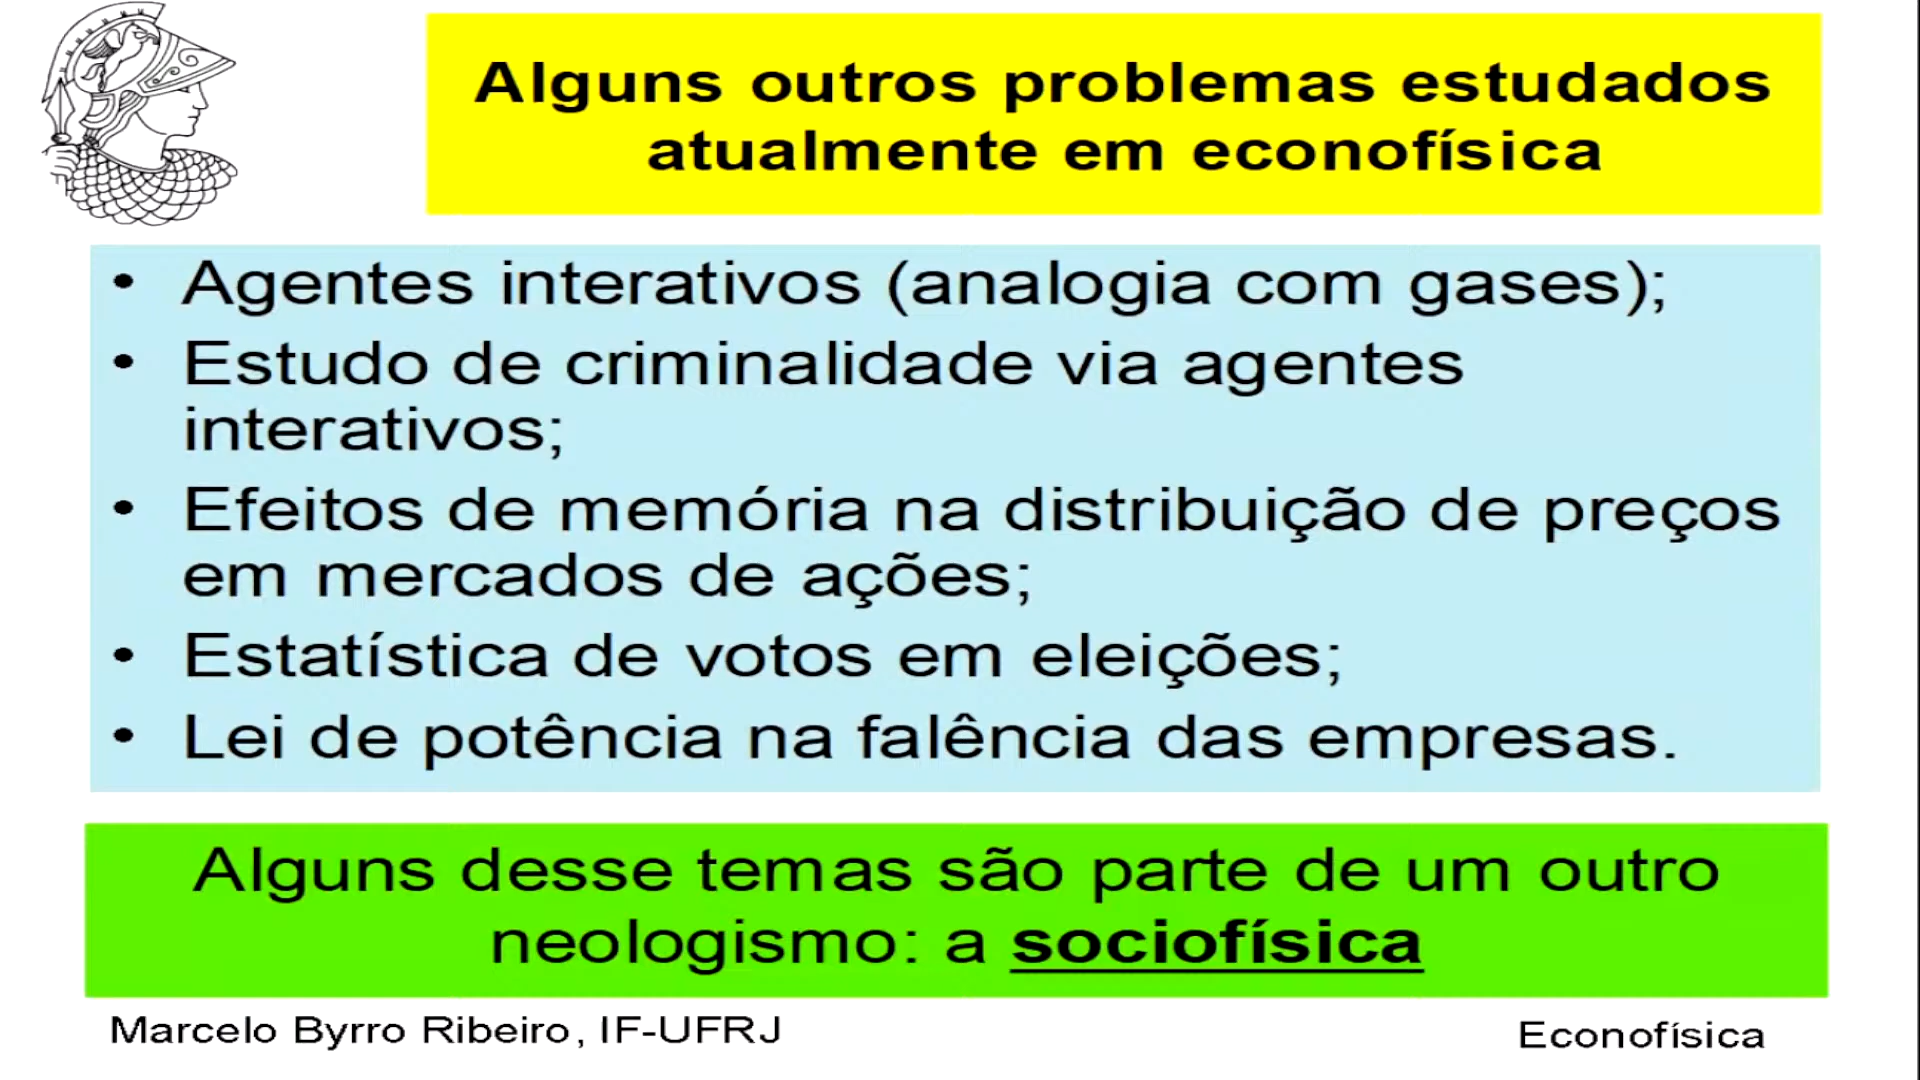 Alguns outros problemas estudados
atualmente em econofísica
• Agentes interativos (analogia com gases);
• Estudo de criminalidade via agentes
interativos;
• Efeitos de memória na distribuição de preços
em mercados de ações;
• Estatística de votos em eleições;
• Lei de potência na falência das empresas.
Alguns desse temas são parte de um outro
neologismo: a sociofísica
Marcelo Byrro Ribeiro, IF-UFRJ
Econofísica